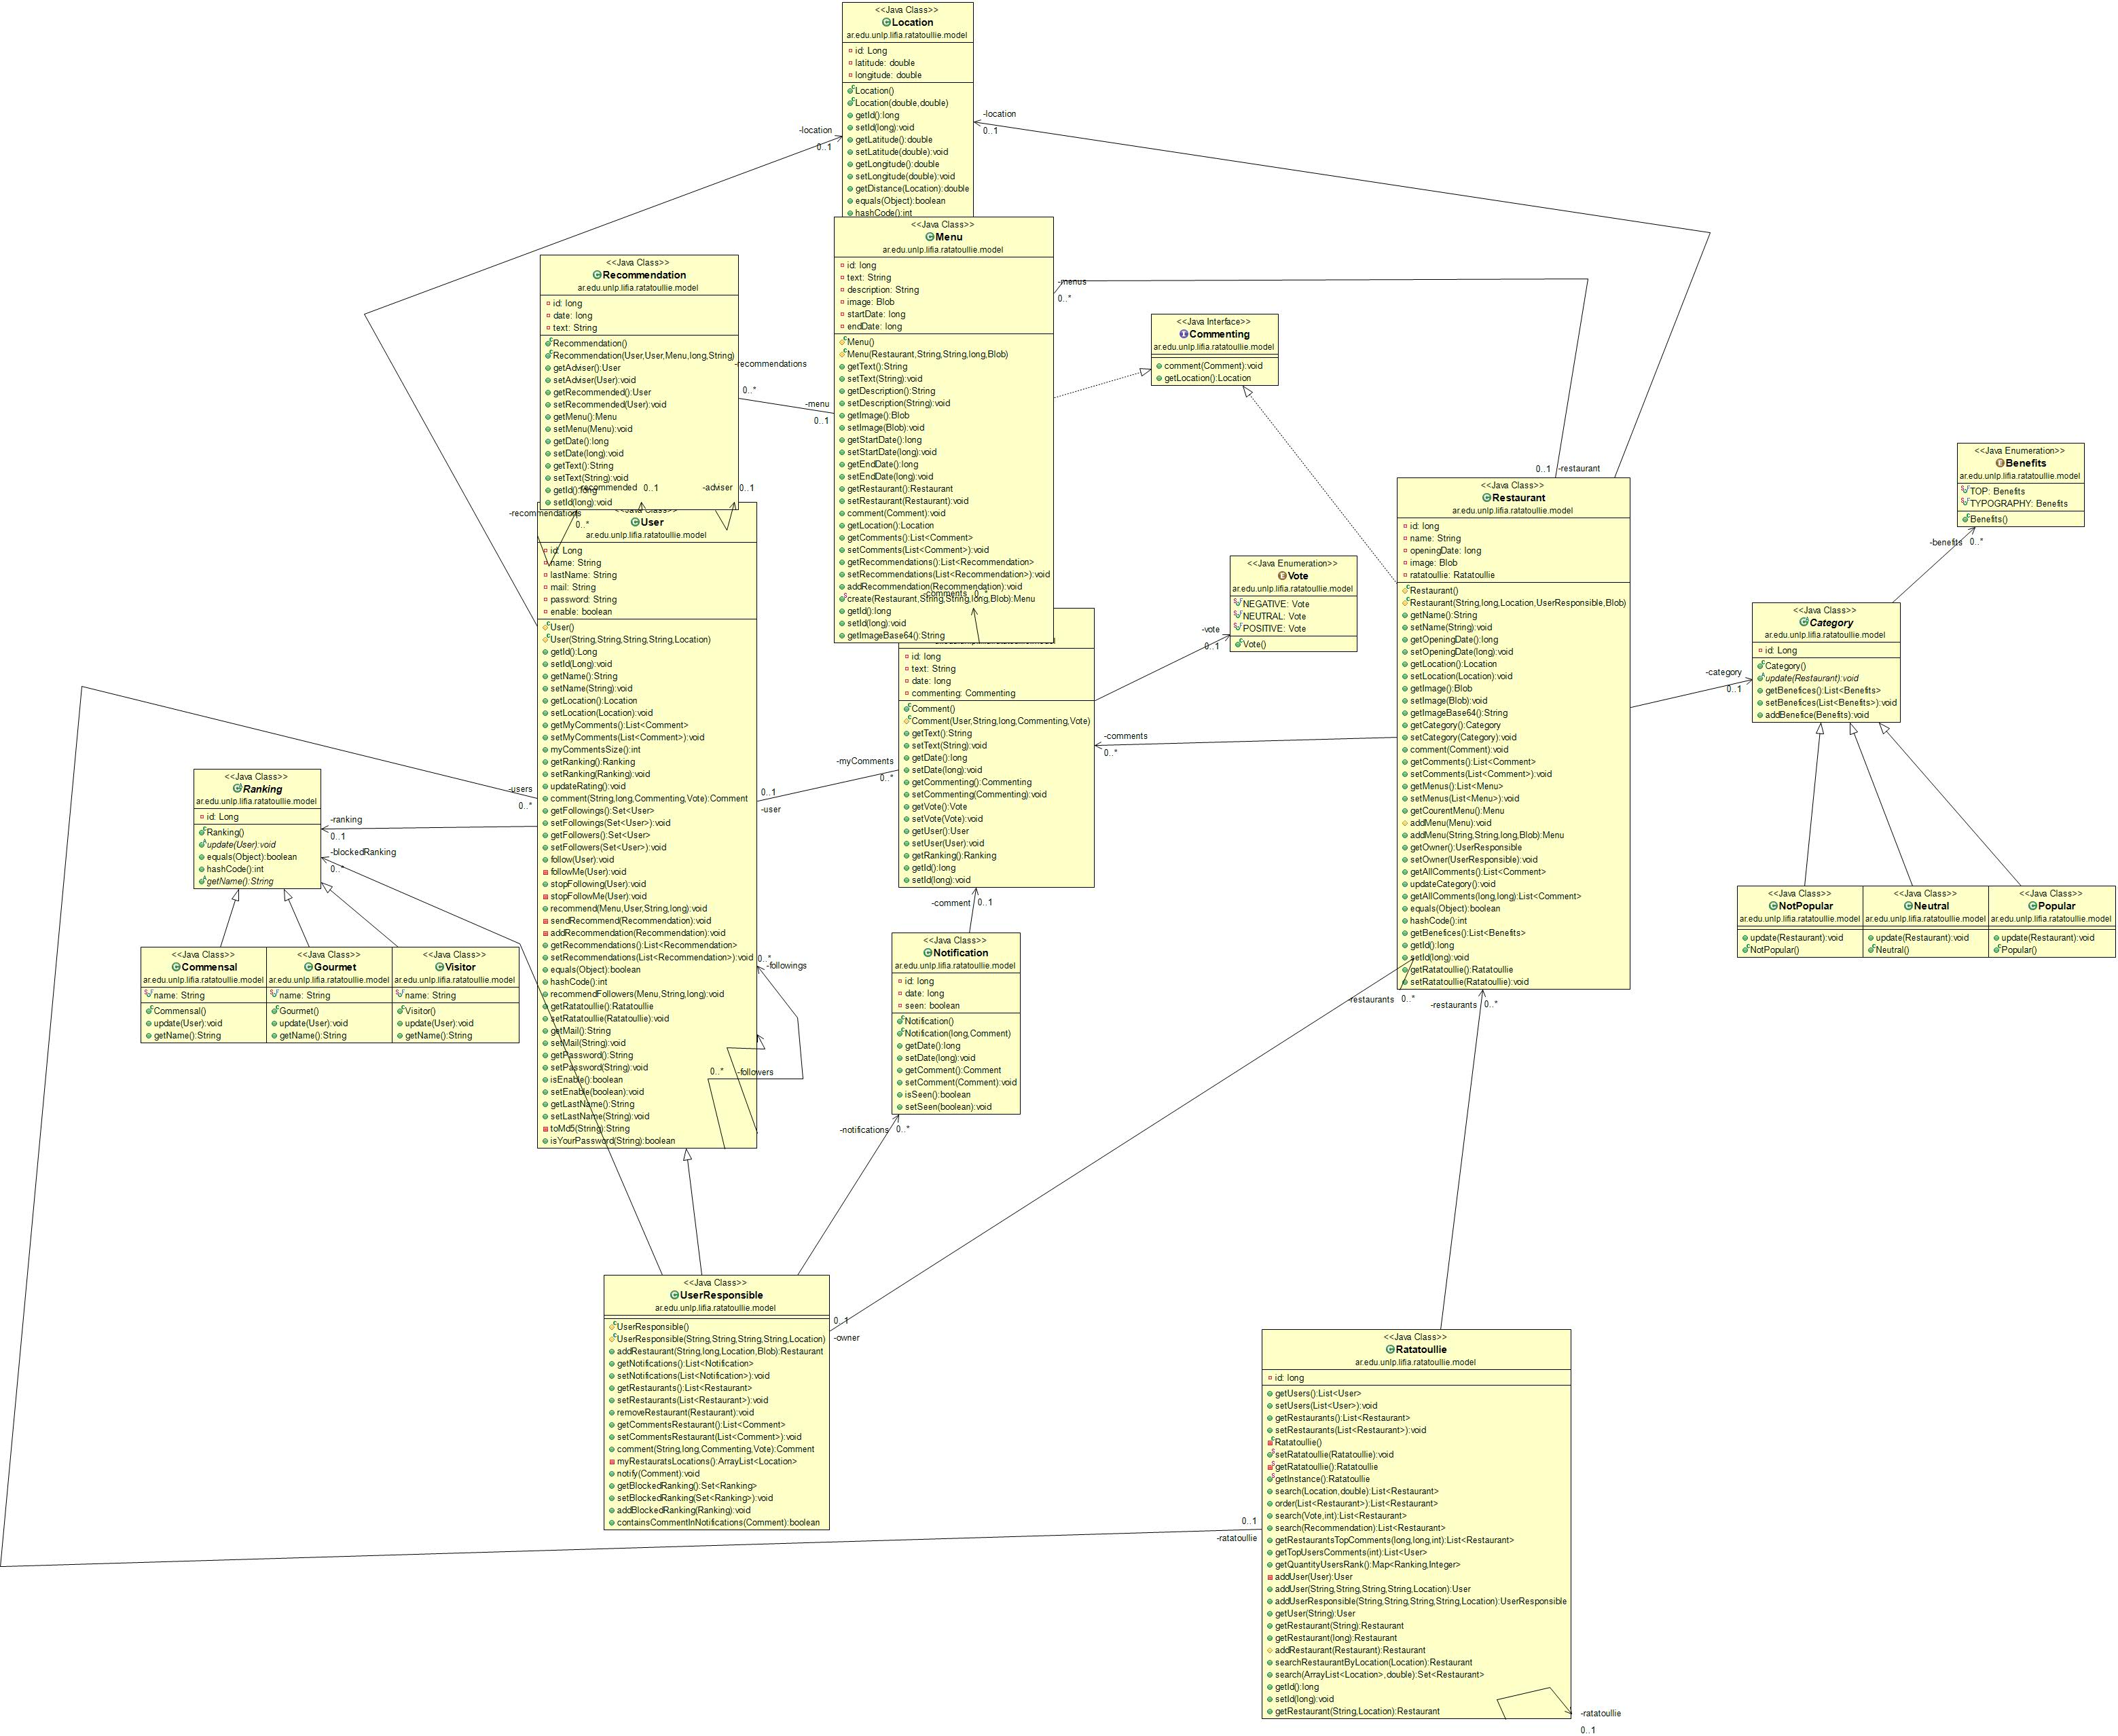 <<Java Class>>
Location
ar.edu.unlp.lifia.ratatoullie.model
id: Long
latitude: double
longitude: double
Location()
Location(double,double)
getId():long
setId(long):void
getLatitude():double
setLatitude(double):void
getLongitude():double
setLongitude(double):void
getDistance(Location):double
equals(Object):boolean
hashCode():int
-location
0..1
-location
0..1
<<Java Class>>
Menu
ar.edu.unlp.lifia.ratatoullie.model
id: long
text: String
description: String
image: Blob
startDate: long
endDate: long
Menu()
Menu(Restaurant,String,String,long,Blob)
getText():String
setText(String):void
getDescription():String
setDescription(String):void
getImage():Blob
setImage(Blob):void
getStartDate():long
setStartDate(long):void
getEndDate():long
setEndDate(long):void
getRestaurant():Restaurant
setRestaurant(Restaurant):void
comment(Comment):void
getLocation():Location
getComments():List<Comment>
setComments(List<Comment>):void
getRecommendations():List<Recommendation>
setRecommendations(List<Recommendation>):void
addRecommendation(Recommendation):void
create(Restaurant,String,String,long,Blob):Menu
getId():long
setId(long):void
getImageBase64():String
-comments 0..*
-menus
0..*
<<Java Class>>
Recommendation
ar.edu.unlp.lifia.ratatoullie.model
id: long
date: long
text: String
Recommendation()
Recommendation(User,User,Menu,long,String)
getAdviser():User
setAdviser(User):void
getRecommended():User
setRecommended(User):void
getMenu():Menu
setMenu(Menu):void
getDate():long
setDate(long):void
getText():String
setText(String):void
getId():long
setId(long):void
-recommendations
0..*
-menu
0..1
-recommended 0..1
-adviser 0..1
-recommendations
0..*
<<Java Interface>>
Commenting
ar.edu.unlp.lifia.ratatoullie.model
comment(Comment):void
getLocation():Location
<<Java Class>>
User
ar.edu.unlp.lifia.ratatoullie.model
id: Long
name: String
lastName: String
mail: String
password: String
enable: boolean
User()
User(String,String,String,String,Location)
getId():Long
setId(Long):void
getName():String
setName(String):void
getLocation():Location
setLocation(Location):void
getMyComments():List<Comment>
setMyComments(List<Comment>):void
myCommentsSize():int
getRanking():Ranking
setRanking(Ranking):void
updateRating():void
comment(String,long,Commenting,Vote):Comment
getFollowings():Set<User>
setFollowings(Set<User>):void
getFollowers():Set<User>
setFollowers(Set<User>):void
follow(User):void
followMe(User):void
stopFollowing(User):void
stopFollowMe(User):void
recommend(Menu,User,String,long):void
sendRecommend(Recommendation):void
addRecommendation(Recommendation):void
getRecommendations():List<Recommendation>
setRecommendations(List<Recommendation>):void
equals(Object):boolean
hashCode():int
recommendFollowers(Menu,String,long):void
getRatatoullie():Ratatoullie
setRatatoullie(Ratatoullie):void
getMail():String
setMail(String):void
getPassword():String
setPassword(String):void
isEnable():boolean
setEnable(boolean):void
getLastName():String
setLastName(String):void
toMd5(String):String
isYourPassword(String):boolean
0..*
-followings
0..*
-followers
-users
0..*
-ranking
0..1
-blockedRanking
0..*
0..1
-user
-myComments
0..*
id: long
text: String
date: long
commenting: Commenting
Comment()
Comment(User,String,long,Commenting,Vote)
getText():String
setText(String):void
getDate():long
setDate(long):void
getCommenting():Commenting
setCommenting(Commenting):void
getVote():Vote
setVote(Vote):void
getUser():User
setUser(User):void
getRanking():Ranking
getId():long
setId(long):void
-vote
0..1
<<Java Enumeration>>
Vote
ar.edu.unlp.lifia.ratatoullie.model
NEGATIVE: Vote
NEUTRAL: Vote
POSITIVE: Vote
Vote()
-comments
0..*
0..1 -restaurant
<<Java Class>>
Restaurant
ar.edu.unlp.lifia.ratatoullie.model
id: long
name: String
openingDate: long
image: Blob
ratatoullie: Ratatoullie
Restaurant()
Restaurant(String,long,Location,UserResponsible,Blob)
getName():String
setName(String):void
getOpeningDate():long
setOpeningDate(long):void
getLocation():Location
setLocation(Location):void
getImage():Blob
setImage(Blob):void
getImageBase64():String
getCategory():Category
setCategory(Category):void
comment(Comment):void
getComments():List<Comment>
setComments(List<Comment>):void
getMenus():List<Menu>
setMenus(List<Menu>):void
getCourentMenu():Menu
addMenu(Menu):void
addMenu(String,String,long,Blob):Menu
getOwner():UserResponsible
setOwner(UserResponsible):void
getAllComments():List<Comment>
updateCategory():void
getAllComments(long,long):List<Comment>
equals(Object):boolean
hashCode():int
getBenefices():List<Benefits>
getId():long
setId(long):void
getRatatoullie():Ratatoullie
setRatatoullie(Ratatoullie):void
-restaurants 0..*
-restaurants 0..*
-category
0..1
<<Java Enumeration>>
Benefits
ar.edu.unlp.lifia.ratatoullie.model
TOP: Benefits
TYPOGRAPHY: Benefits
Benefits()
-benefits 0..*
<<Java Class>>
Category
ar.edu.unlp.lifia.ratatoullie.model
id: Long
Category()
update(Restaurant):void
getBenefices():List<Benefits>
setBenefices(List<Benefits>):void
addBenefice(Benefits):void
<<Java Class>>
NotPopular
ar.edu.unlp.lifia.ratatoullie.model
update(Restaurant):void
NotPopular()
<<Java Class>>
Neutral
ar.edu.unlp.lifia.ratatoullie.model
update(Restaurant):void
Neutral()
<<Java Class>>
Popular
ar.edu.unlp.lifia.ratatoullie.model
update(Restaurant):void
Popular()
<<Java Class>>
Ranking
ar.edu.unlp.lifia.ratatoullie.model
id: Long
Ranking()
update(User):void
equals(Object):boolean
hashCode():int
getName():String
<<Java Class>>
Commensal
ar.edu.unlp.lifia.ratatoullie.model
name: String
Commensal()
update(User):void
getName():String
<<Java Class>>
Gourmet
ar.edu.unlp.lifia.ratatoullie.model
name: String
Gourmet()
update(User):void
getName():String
<<Java Class>>
Visitor
ar.edu.unlp.lifia.ratatoullie.model
name: String
Visitor()
update(User):void
getName():String
-comment 0..1
<<Java Class>>
Notification
ar.edu.unlp.lifia.ratatoullie.model
id: long
date: long
seen: boolean
Notification()
Notification(long,Comment)
getDate():long
setDate(long):void
getComment():Comment
setComment(Comment):void
isSeen():boolean
setSeen(boolean):void
-notifications 0..*
<<Java Class>>
UserResponsible
ar.edu.unlp.lifia.ratatoullie.model
UserResponsible()
UserResponsible(String,String,String,String,Location)
addRestaurant(String,long,Location,Blob):Restaurant
getNotifications():List<Notification>
setNotifications(List<Notification>):void
getRestaurants():List<Restaurant>
setRestaurants(List<Restaurant>):void
removeRestaurant(Restaurant):void
getCommentsRestaurant():List<Comment>
setCommentsRestaurant(List<Comment>):void
comment(String,long,Commenting,Vote):Comment
myRestauratsLocations():ArrayList<Location>
notify(Comment):void
getBlockedRanking():Set<Ranking>
setBlockedRanking(Set<Ranking>):void
addBlockedRanking(Ranking):void
containsCommentInNotifications(Comment):boolean
0..1
-owner
<<Java Class>>
Ratatoullie
ar.edu.unlp.lifia.ratatoullie.model
id: long
getUsers():List<User>
setUsers(List<User>):void
getRestaurants():List<Restaurant>
setRestaurants(List<Restaurant>):void
Ratatoullie()
setRatatoullie(Ratatoullie):void
getRatatoullie():Ratatoullie
getInstance():Ratatoullie
search(Location,double):List<Restaurant>
order(List<Restaurant>):List<Restaurant>
search(Vote,int):List<Restaurant>
search(Recommendation):List<Restaurant>
getRestaurantsTopComments(long,long,int):List<Restaurant>
getTopUsersComments(int):List<User>
getQuantityUsersRank():Map<Ranking,Integer>
addUser(User):User
addUser(String,String,String,String,Location):User
addUserResponsible(String,String,String,String,Location):UserResponsible
getUser(String):User
getRestaurant(String):Restaurant
getRestaurant(long):Restaurant
addRestaurant(Restaurant):Restaurant
searchRestaurantByLocation(Location):Restaurant
search(ArrayList<Location>,double):Set<Restaurant>
getId():long
setId(long):void
getRestaurant(String,Location):Restaurant
0..1
-ratatoullie
-ratatoullie
0..1